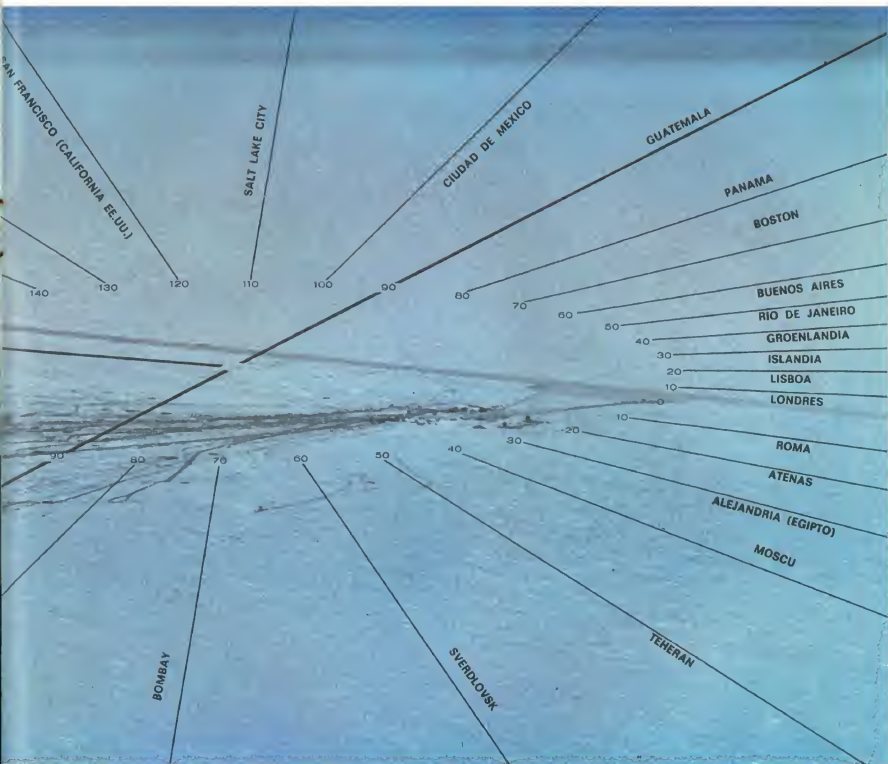 SAN FRANCISCO (CALIFORNIA EE.UU.)
SALT LAKE CITY
CIUDAD DE MEXICO
GUATEMALA
PANAMA
BOSTON
BUENOS AIRES
RIO DE JANEIRO
GROENLANDIA
ISLANDIA
LISBOA
LONDRES
ROMA
ATENAS
ALEJANDRIA (EGIPTO)
MOSCU
TEHERAN
SVERDLOVSK
BOMBAY
140
130
120
110
100
90
80
70
60
50
40
30
20
10
0
10
20
30
40
50
60
70
80
90